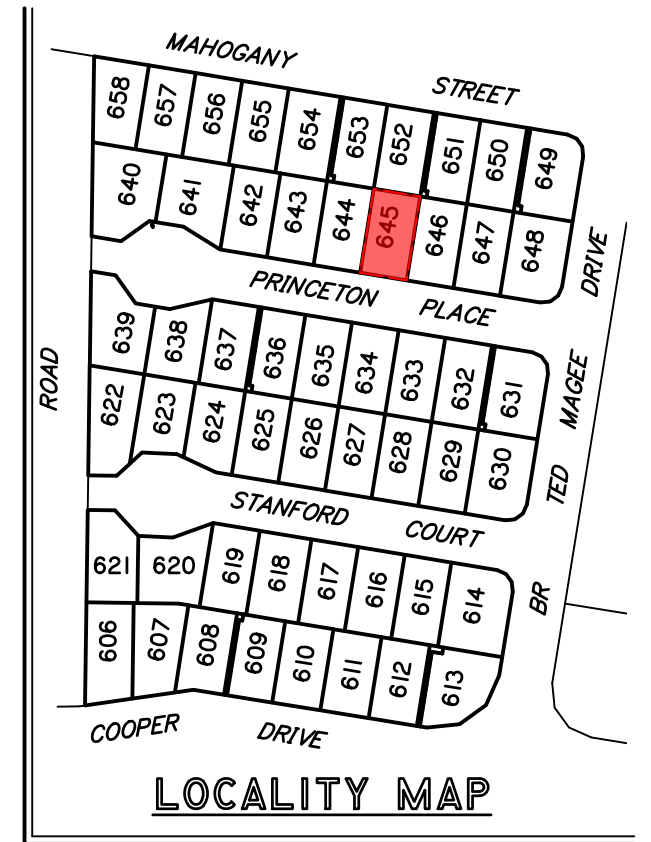 MAHOGANY STREET
658 657 656 655 654 653 652 651 650 649
640 641 642 643 644 645 646 647 648
PRINCETON PLACE
DRIVE
639 638 637 636 635 634 633 632 631
ROAD
MAGEE
622 623 624 625 626 627 628 629 630
TED
STANFORD COURT
621 620 619 618 617 616 615 614
BR
606 607 608 609 610 611 612 613
COOPER DRIVE
LOCALITY MAP